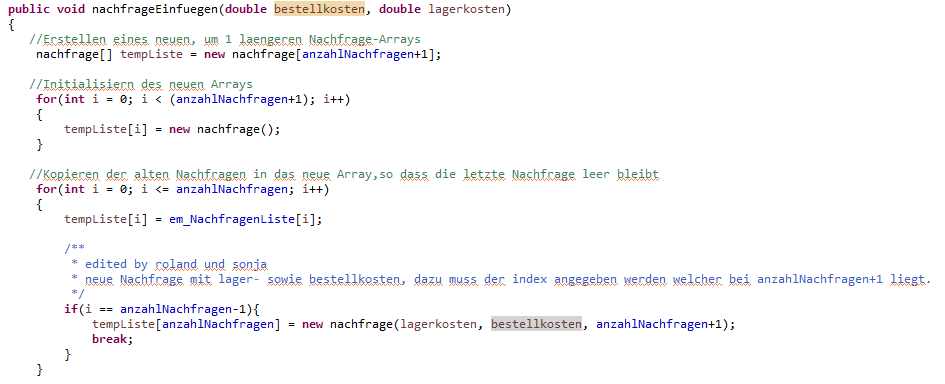 public void nachfrageEinfuegen(double bestellkosten, double lagerkosten)
{
//Erstellen eines neuen, um 1 laengeren Nachfrage-Arrays
nachfrage[] tempListe = new nachfrage[anzahlNachfragen+1];
//Initialisiern des neuen Arrays
for(int i = 0; i < (anzahlNachfragen+1); i++)
{
tempListe[i] = new nachfrage();
}
//Kopieren der alten Nachfragen in das neue Array,so dass die letzte Nachfrage leer bleibt
for(int i = 0; i <= anzahlNachfragen; i++)
{
tempListe[i] = em_NachfragenListe[i];
/**
* edited by roland und sonja
* neue Nachfrage mit lager- sowie bestellkosten, dazu muss der index angegeben werden welcher bei anzahlNachfragen+1 liegt.
*/
if(i == anzahlNachfragen-1){
tempListe[anzahlNachfragen] = new nachfrage(lagerkosten, bestellkosten, anzahlNachfragen+1);
break;
}
}